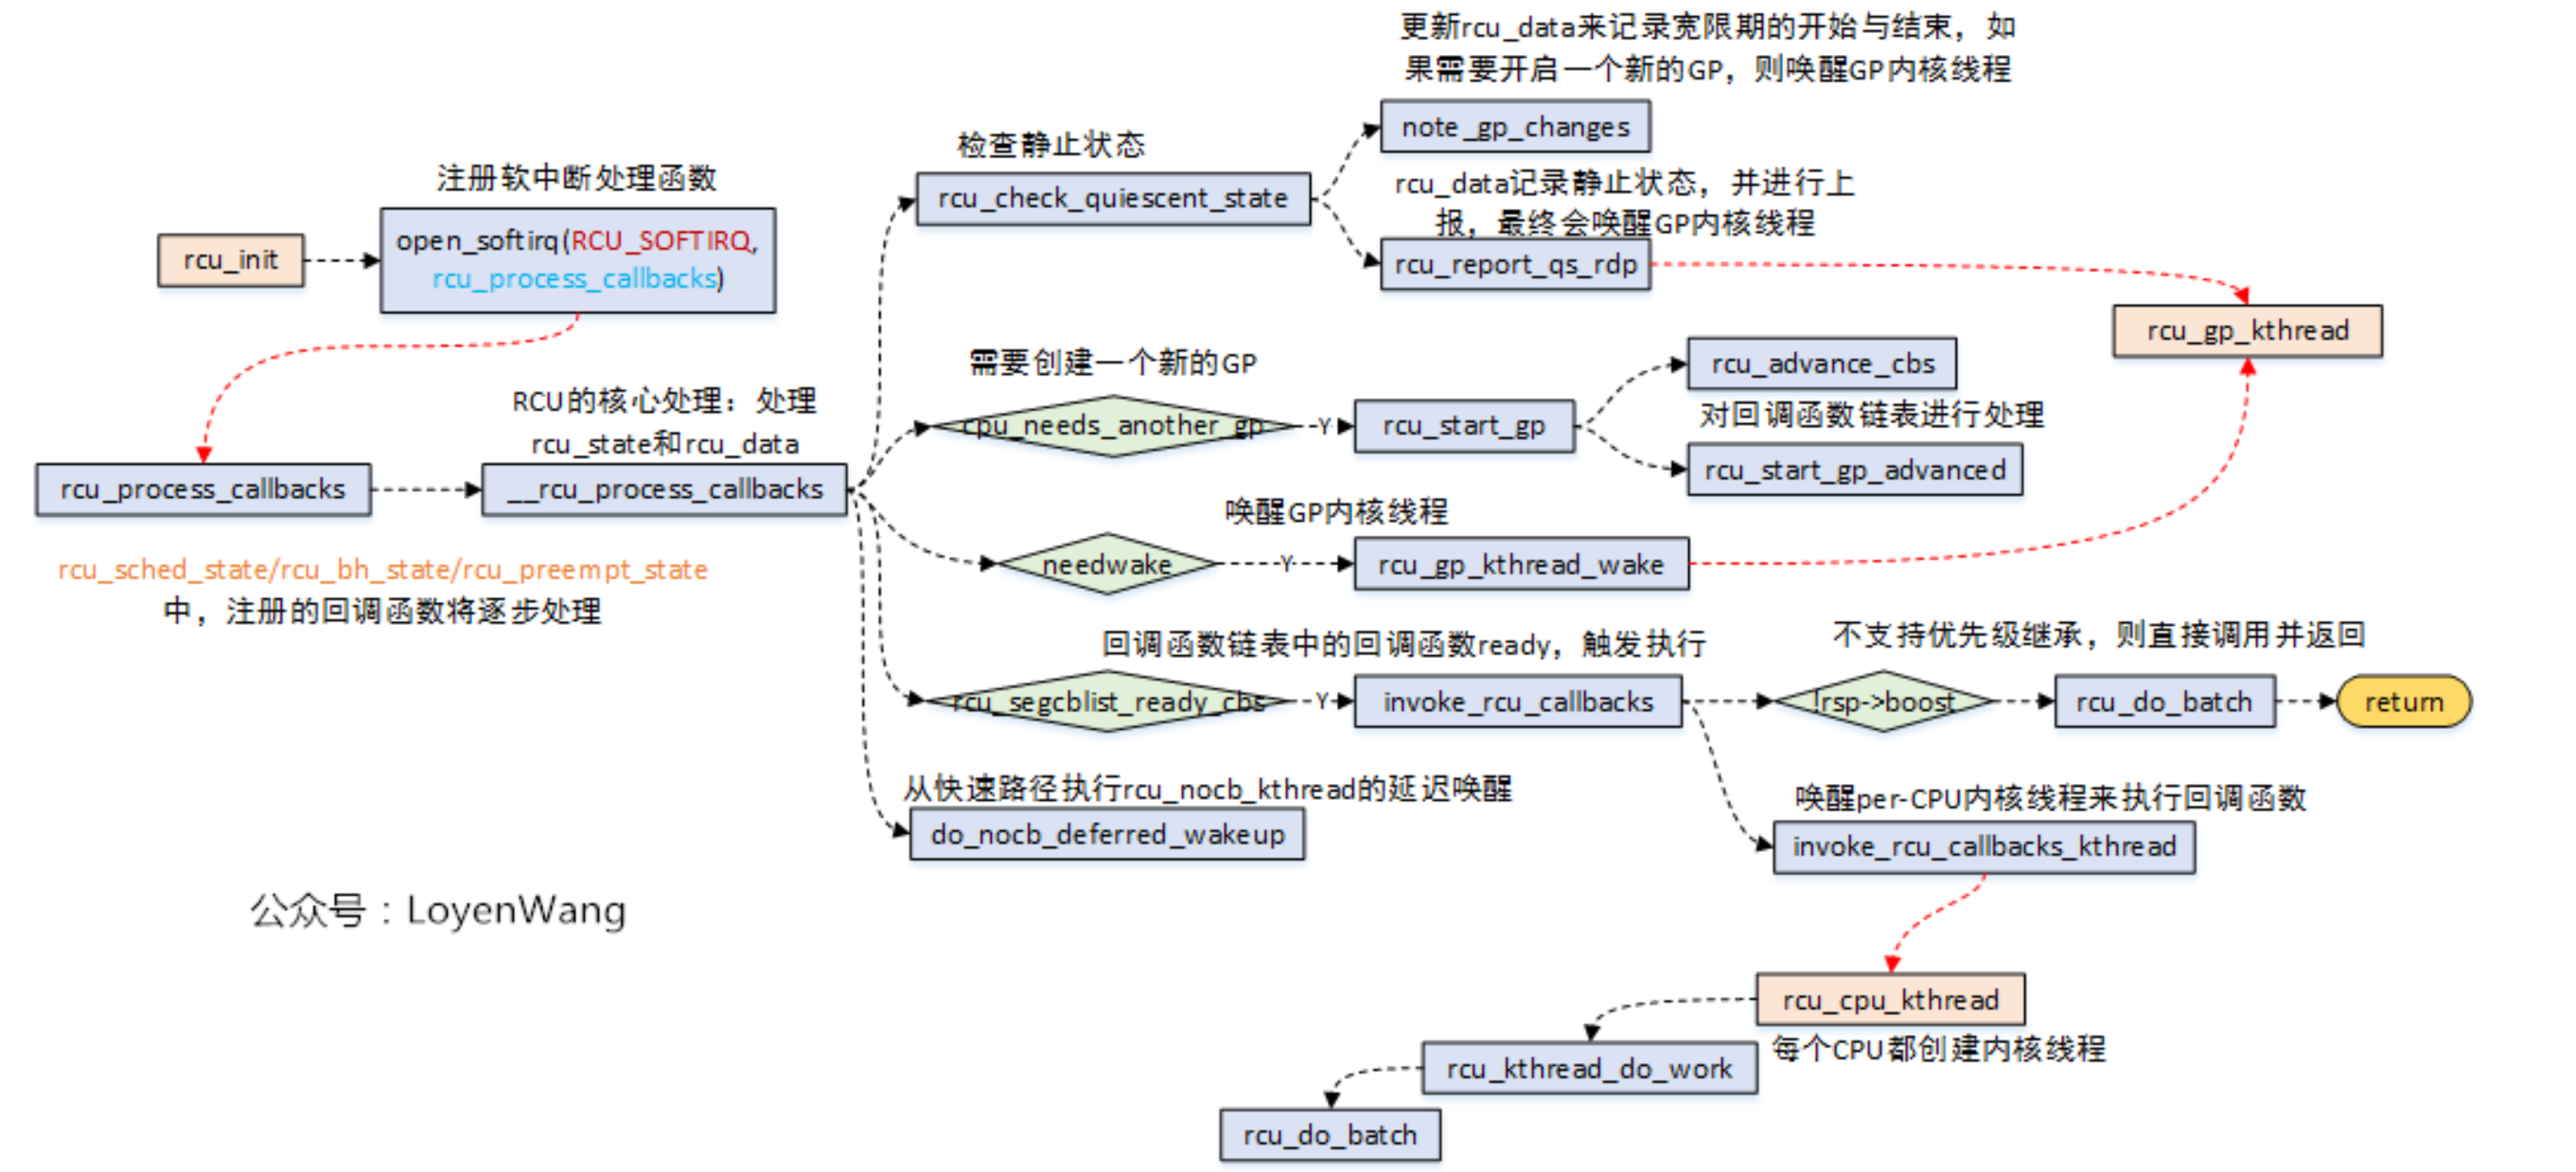 更新rcu_data来记录宽限期的开始与结束，如
果需要开启一个新的GP，则唤醒GP内核线程
note_gp_changes
检查静止状态
rcu_check_quiescent_state
rcu_data记录静止状态，并进行上
报，最终会唤醒GP内核线程
rcu_report_qs_rdp
注册软中断处理函数
rcu_init
open_softirq(RCU_SOFTIRQ,
rcu_process_callbacks)
rcu_gp_kthread
需要创建一个新的GP
cpu_needs_another_gp
Y
rcu_start_gp
rcu_advance_cbs
对回调函数链表进行处理
rcu_start_gp_advanced
RCU的核心处理：处理
rcu_state和rcu_data
rcu_process_callbacks
__rcu_process_callbacks
rcu_sched_state/rcu_bh_state/rcu_preempt_state
中，注册的回调函数将逐步处理
唤醒GP内核线程
needwake
Y
rcu_gp_kthread_wake
回调函数链表中的回调函数ready，触发执行
rcu_segcblist_ready_cbs
Y
invoke_rcu_callbacks
不支持优先级继承，则直接调用并返回
!rsp->boost
rcu_do_batch
return
从快速路径执行rcu_nocb_kthread的延迟唤醒
do_nocb_deferred_wakeup
唤醒per-CPU内核线程来执行回调函数
invoke_rcu_callbacks_kthread
公众号：LoyenWang
rcu_cpu_kthread
每个CPU都创建内核线程
rcu_kthread_do_work
rcu_do_batch